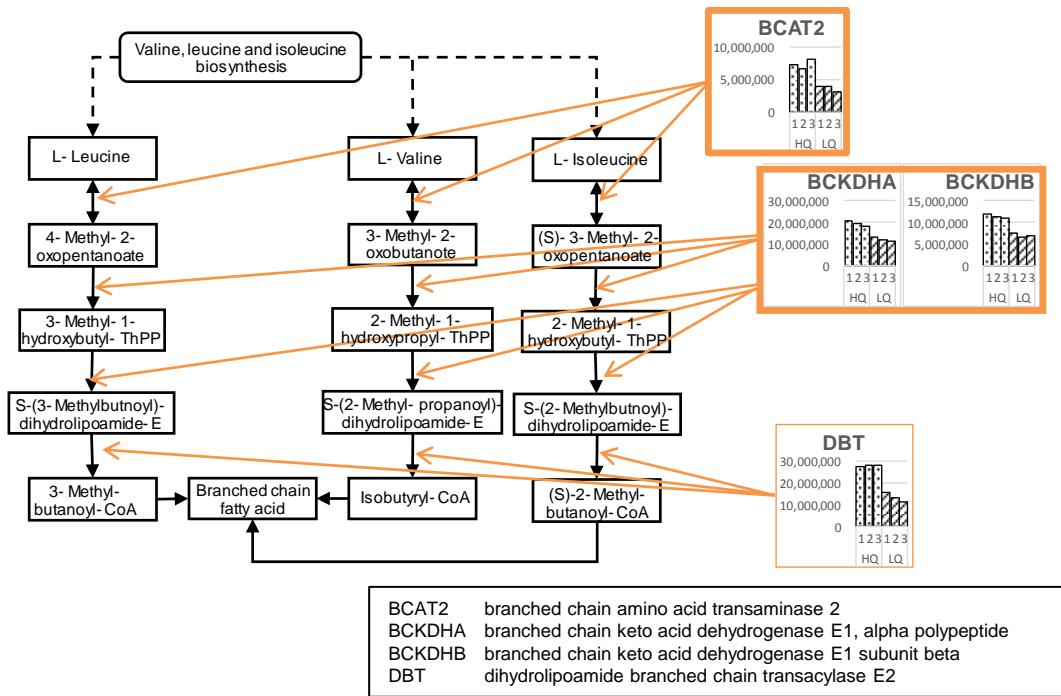 Valine, leucine and isoleucine
biosynthesis
L- Leucine
L- Valine
L- Isoleucine
4- Methyl- 2-
oxopentanoate
3- Methyl- 2-
oxobutanote
(S)- 3- Methyl- 2-
oxopentanoate
3- Methyl- 1-
hydroxybutyl- ThPP
2- Methyl- 1-
hydroxypropyl- ThPP
2- Methyl- 1-
hydroxybutyl- ThPP
S-(3- Methylbutnoyl)-
dihydrolipoamide- E
S-(2- Methyl- propanoyl)-
dihydrolipoamide- E
S-(2- Methylbutnoyl)-
dihydrolipoamide- E
3- Methyl-
butanoyl- CoA
Branched chain
fatty acid
Isobutyryl- CoA
(S)-2- Methyl-
butanoyl- CoA
BCAT2
10,000,000
5,000,000
0
1 2 3 1 2 3
HQ LQ
BCKDHA
30,000,000
20,000,000
10,000,000
0
1 2 3 1 2 3
HQ LQ
BCKDHB
15,000,000
10,000,000
5,000,000
0
1 2 3 1 2 3
HQ LQ
DBT
30,000,000
20,000,000
10,000,000
0
1 2 3 1 2 3
HQ LQ
BCAT2 branched chain amino acid transaminase 2
BCKDHA branched chain keto acid dehydrogenase E1, alpha polypeptide
BCKDHB branched chain keto acid dehydrogenase E1 subunit beta
DBT dihydrolipoamide branched chain transacylase E2